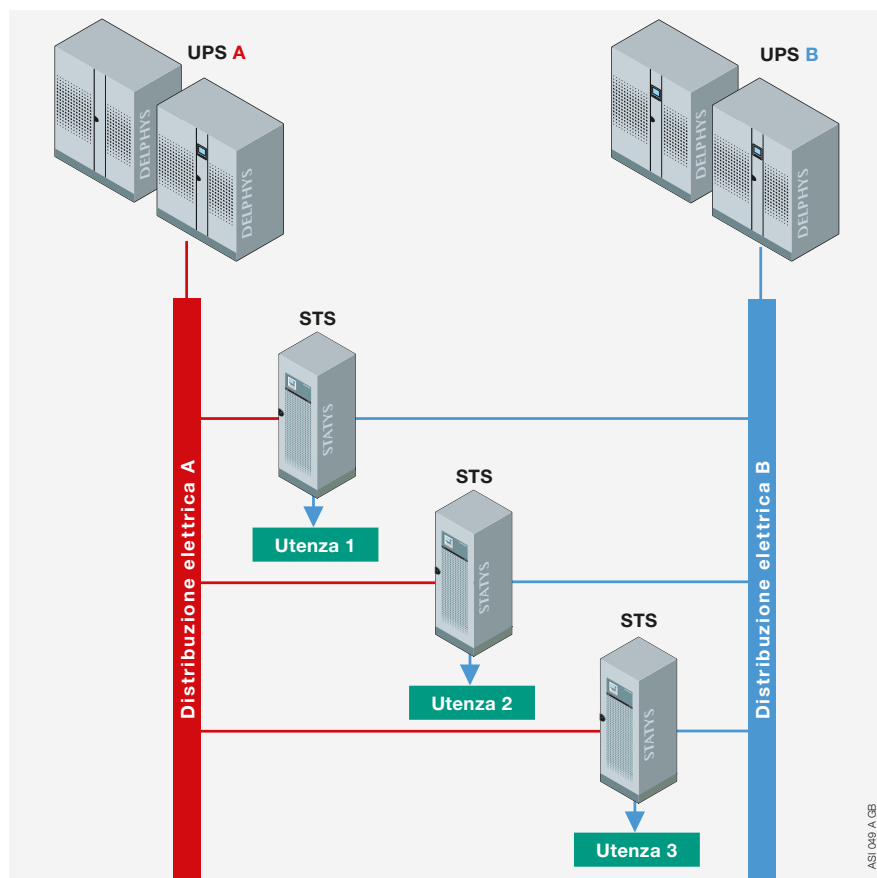 UPS A
UPS B
DELPHYS
DELPHYS
DELPHYS
DELPHYS
STS
STATYS
Utenza 1
STS
STATYS
Utenza 2
STS
STATYS
Utenza 3
Distribuzione elettrica A
Distribuzione elettrica B
ASI 049 A GB